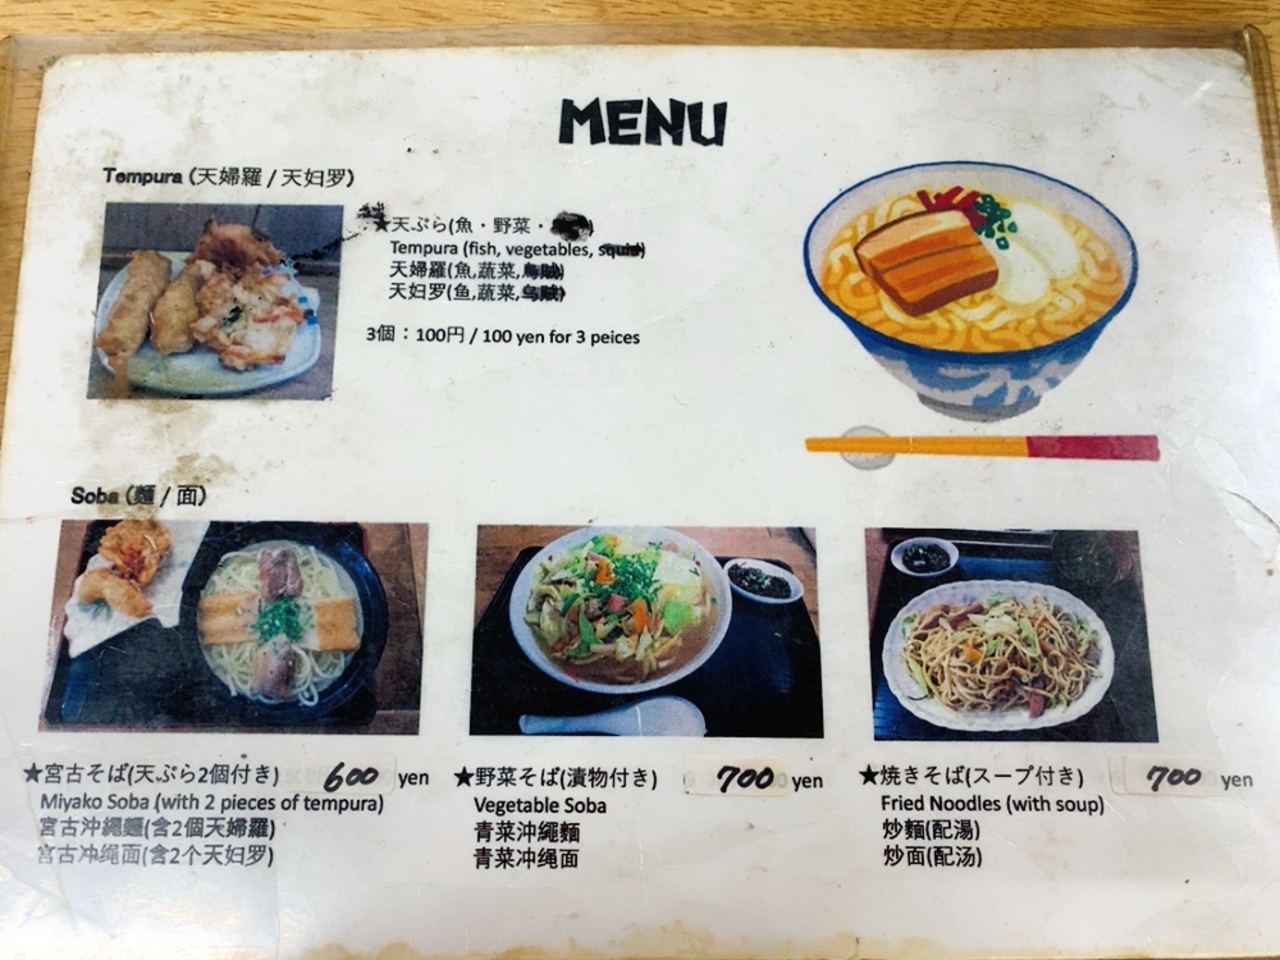 MENU
Tempura (天婦羅 / 天妇罗)
★天ぷら(魚・野菜・
Tempura (fish, vegetables, squid)
天婦羅(魚,蔬菜,烏賊)
天妇罗(鱼,蔬菜,乌贼)
3個：100円 / 100 yen for 3 peices
Soba (麵 / 面)
★宮古そば(天ぷら2個付き) 600 yen
Miyako Soba (with 2 pieces of tempura)
宮古沖繩麵(含2個天婦羅)
宫古冲绳面(含2个天妇罗)
★野菜そば(漬物付き) 700 yen
Vegetable Soba
青菜沖繩麵
青菜冲绳面
★焼きそば(スープ付き) 700 yen
Fried Noodles (with soup)
炒麵(配湯)
炒面(配汤)